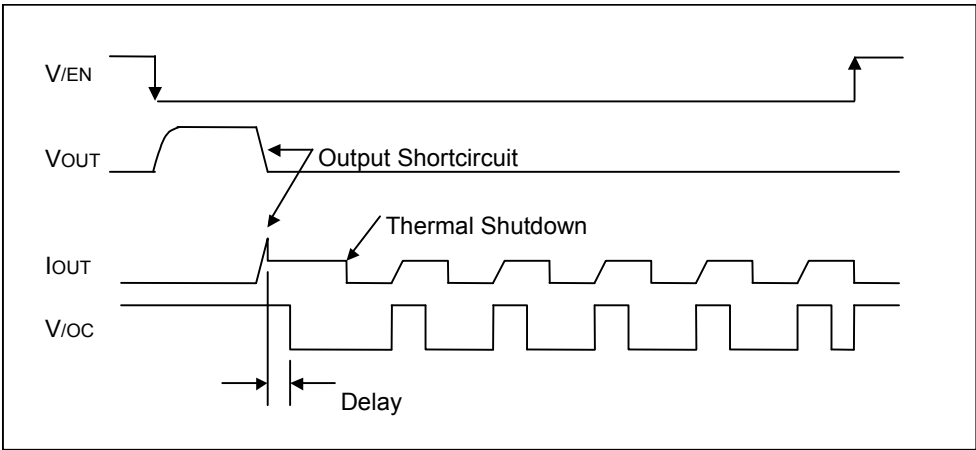 V/EN
VOUT
Output Shortcircuit
Thermal Shutdown
IOUT
V/OC
Delay